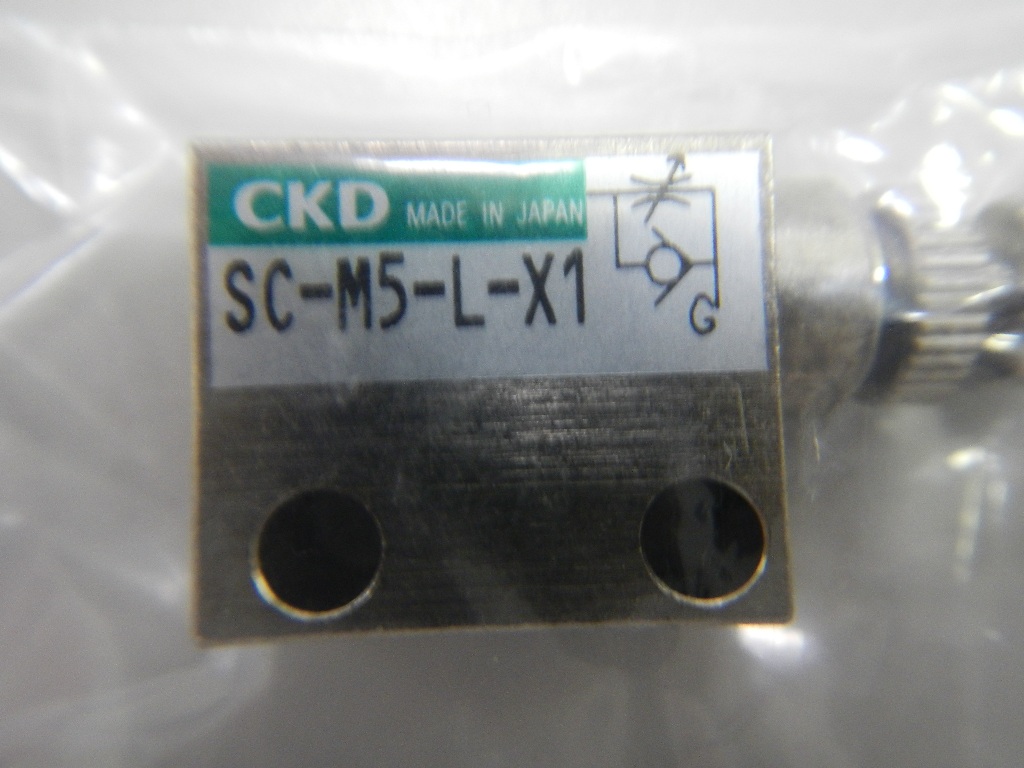 CKD MADE IN JAPAN
SC-M5-L-X1
G